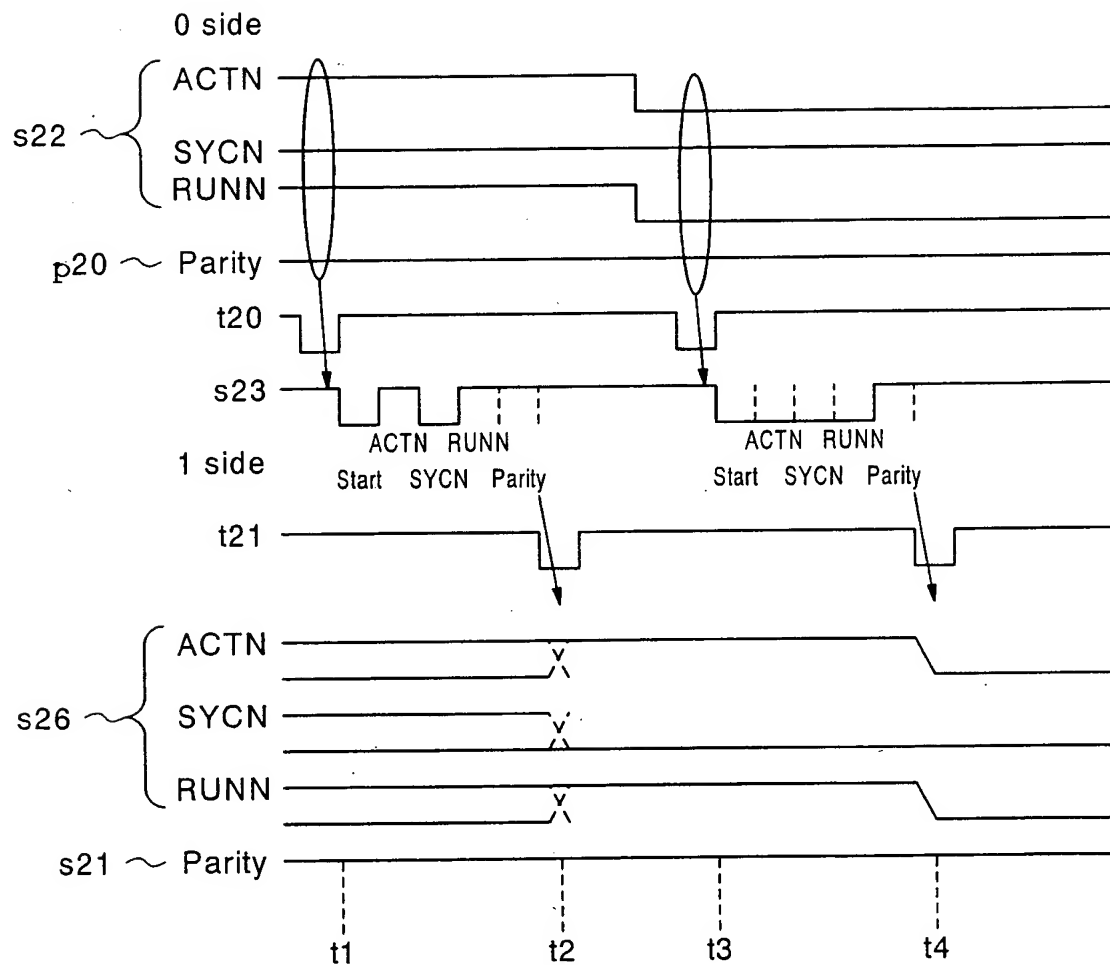 0 side
ACTN
s22
SYCN
RUNN
p20 Parity
t20
s23
ACTN RUNN ACTN RUNN
1 side
Start SYCN Parity Start SYCN Parity
t21
ACTN
s26 SYCN
RUNN
s21 Parity
t1 t2 t3 t4